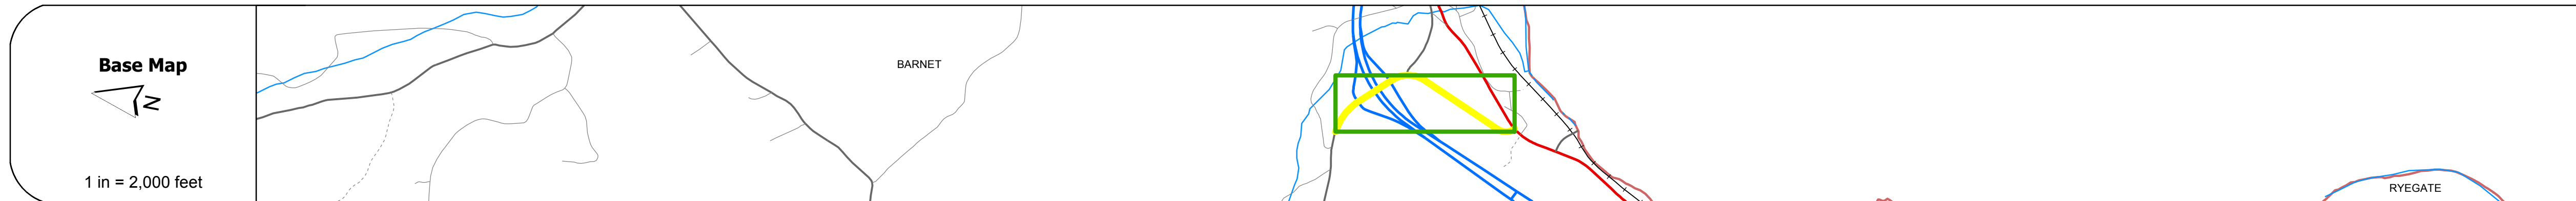 Base Map
N
1 in = 2,000 feet
BARNET
RYEGATE